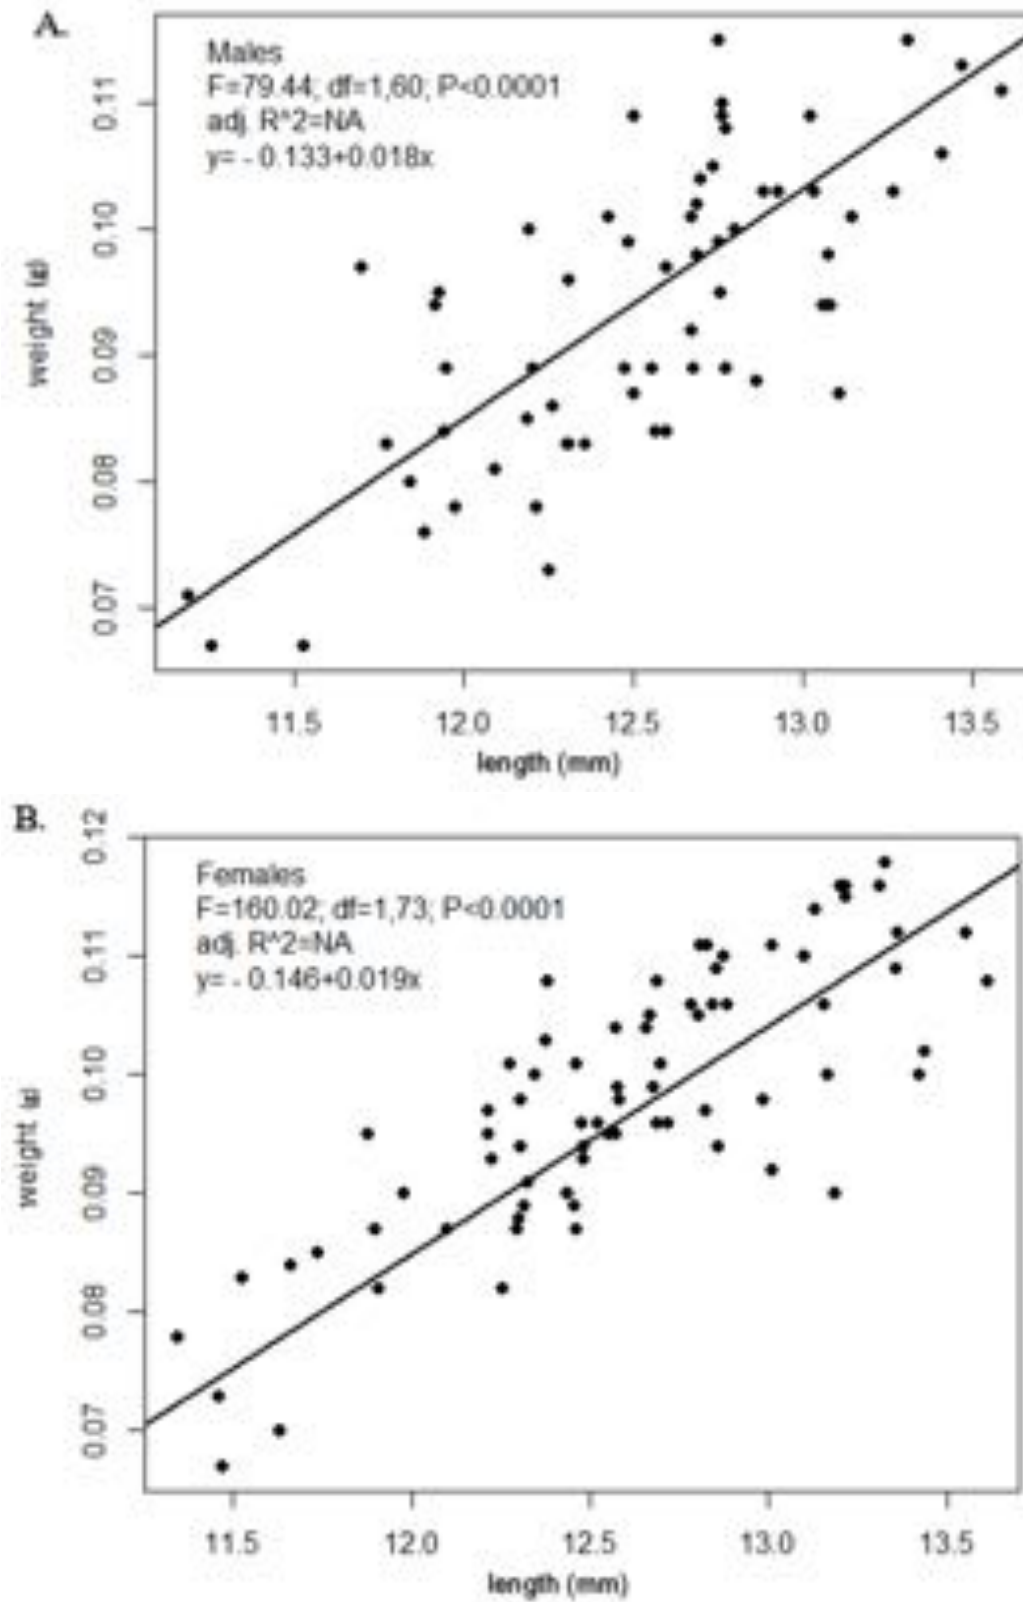 A.
Males
F=79.44; df=1,60; P<0.0001
adj. R^2=NA
y= - 0.133+0.018x
weight (g)
0.11
0.10
0.09
0.08
0.07
11.5 12.0 12.5 13.0 13.5
length (mm)
B.
Females
F=160.02; df=1,73; P<0.0001
adj. R^2=NA
y= - 0.146+0.019x
weight (g)
0.12
0.11
0.10
0.09
0.08
0.07
11.5 12.0 12.5 13.0 13.5
length (mm)